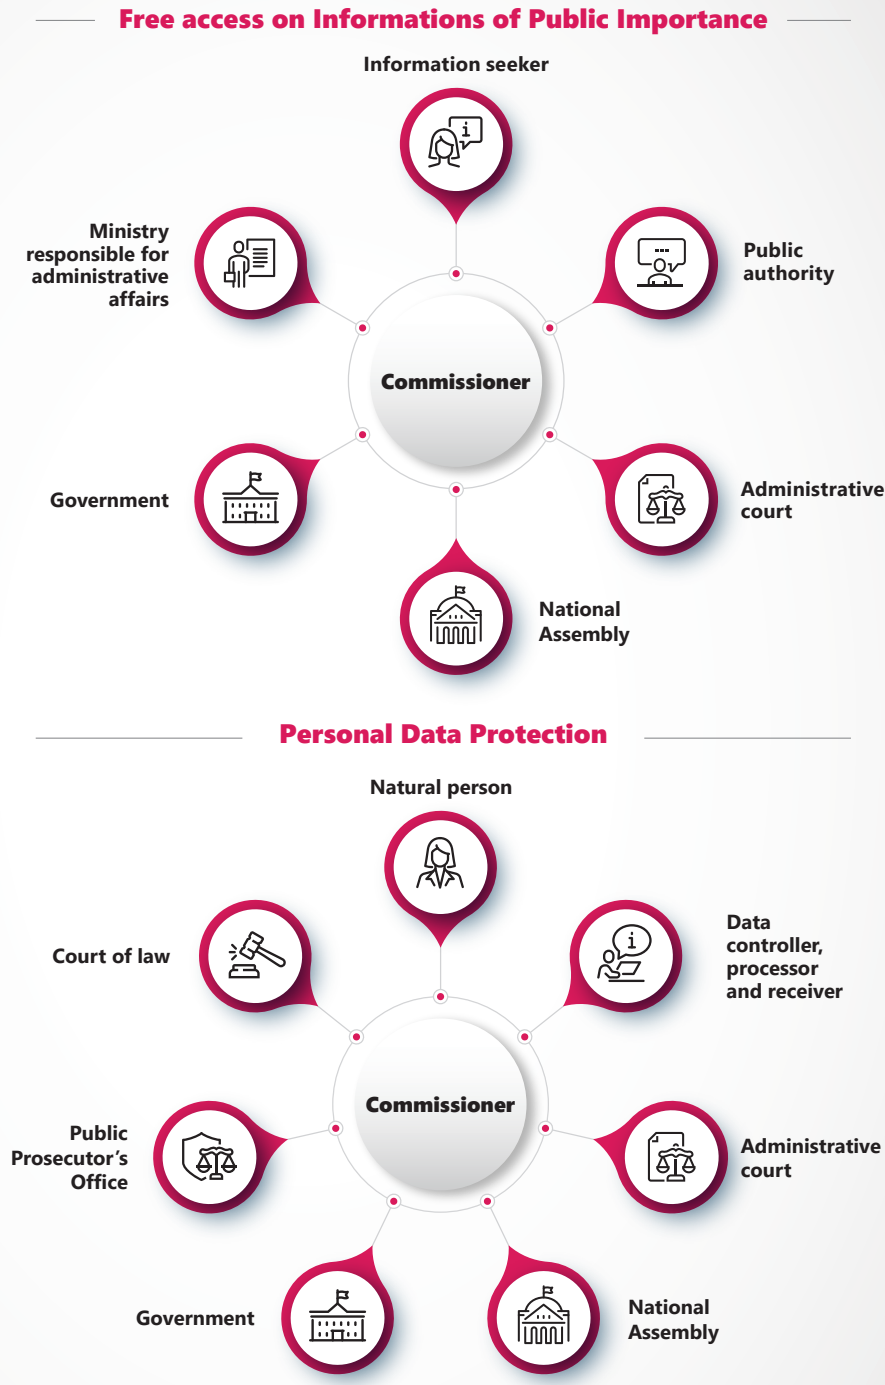 Free access on Informations of Public Importance
Information seeker
Ministry
responsible for
administrative
affairs
Public
authority
Commissioner
Government
Administrative
court
National
Assembly
Personal Data Protection
Natural person
Court of law
Data
controller,
processor
and receiver
Commissioner
Public
Prosecutor's
Office
Administrative
court
Government
National
Assembly